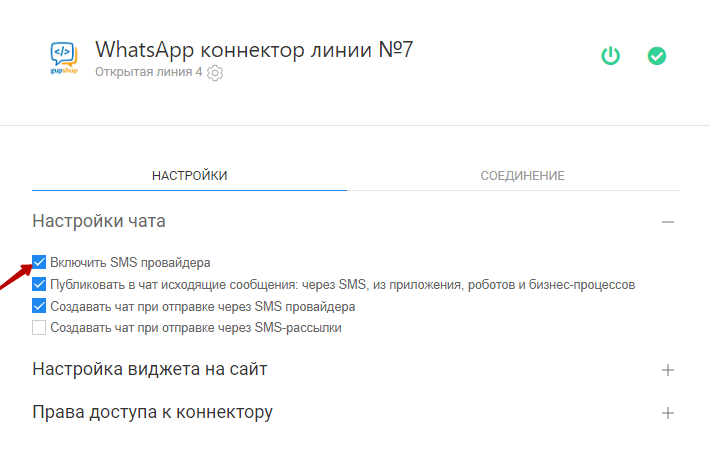 WhatsApp коннектор линии №7
Открытая линия 4
</>
gupshup
НАСТРОЙКИ
СОЕДИНЕНИЕ
Настройки чата
Включить SMS провайдера
Публиковать в чат исходящие сообщения: через SMS, из приложения, роботов и бизнес-процессов
Создавать чат при отправке через SMS провайдера
Создавать чат при отправке через SMS-рассылки
Настройка виджета на сайт
Права доступа к коннектору